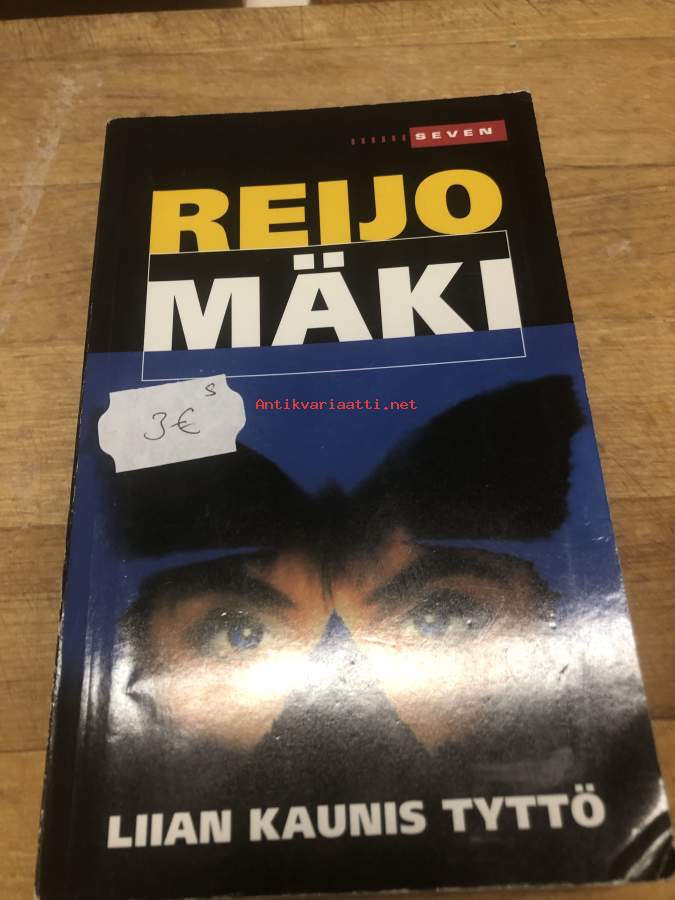 SEVEN
REIJO
MÄKI
s
3€
Antikvariaatti.net
LIIAN KAUNIS TYTTÖ